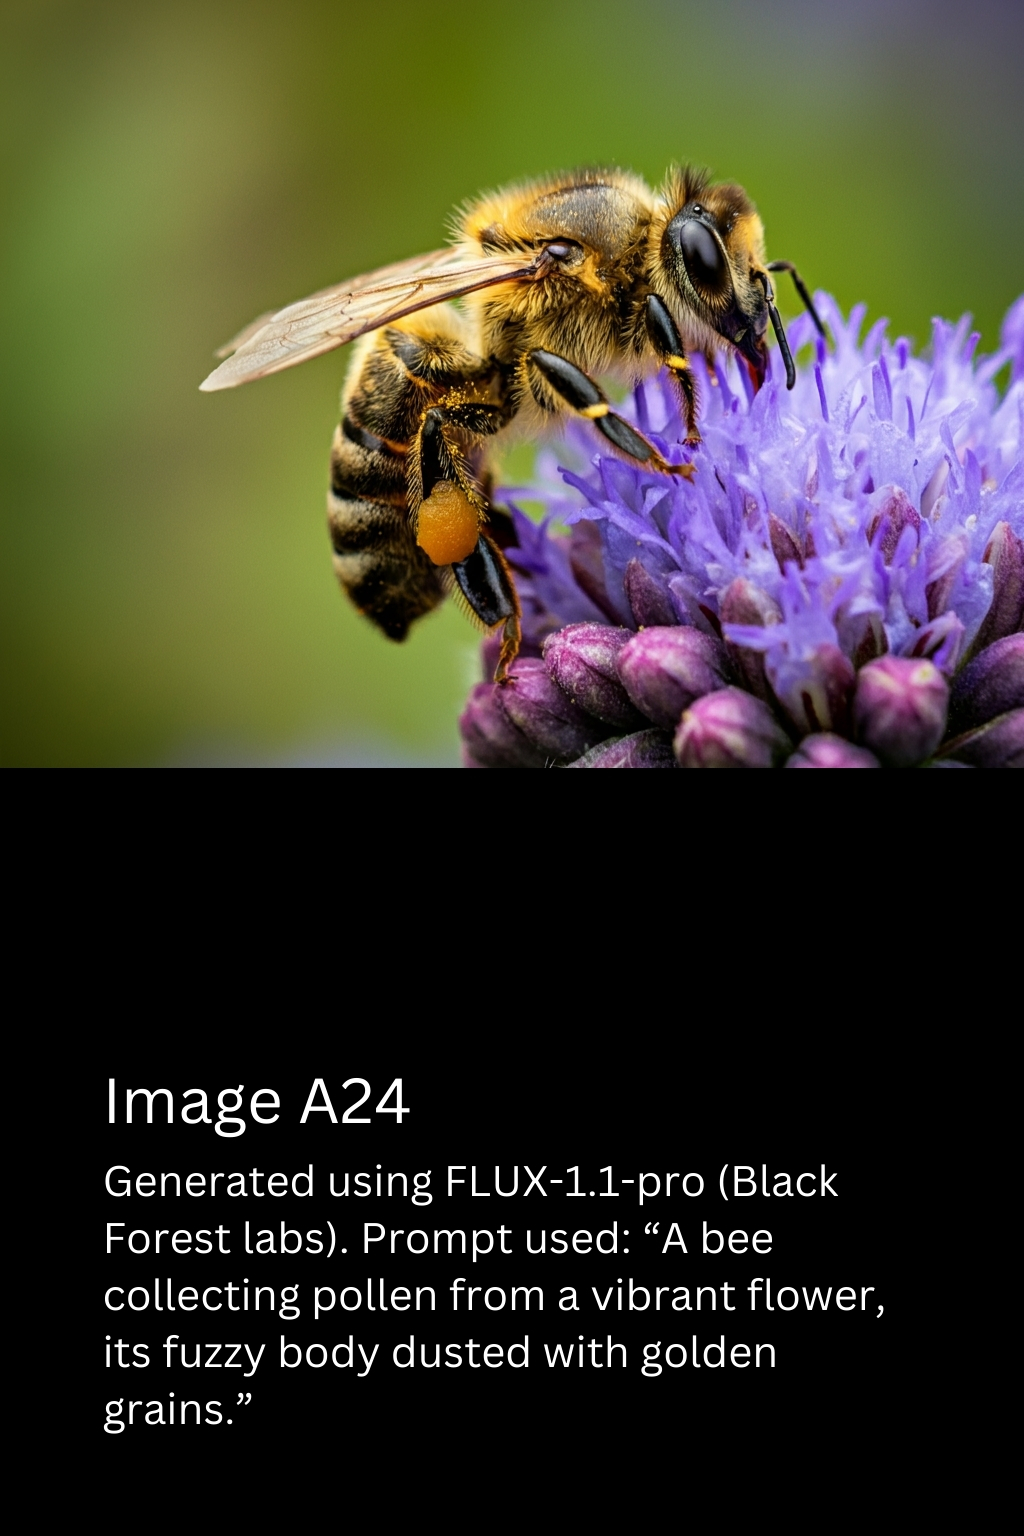 Image A24
Generated using FLUX-1.1-pro (Black
Forest labs). Prompt used: “A bee
collecting pollen from a vibrant flower,
its fuzzy body dusted with golden
grains.”